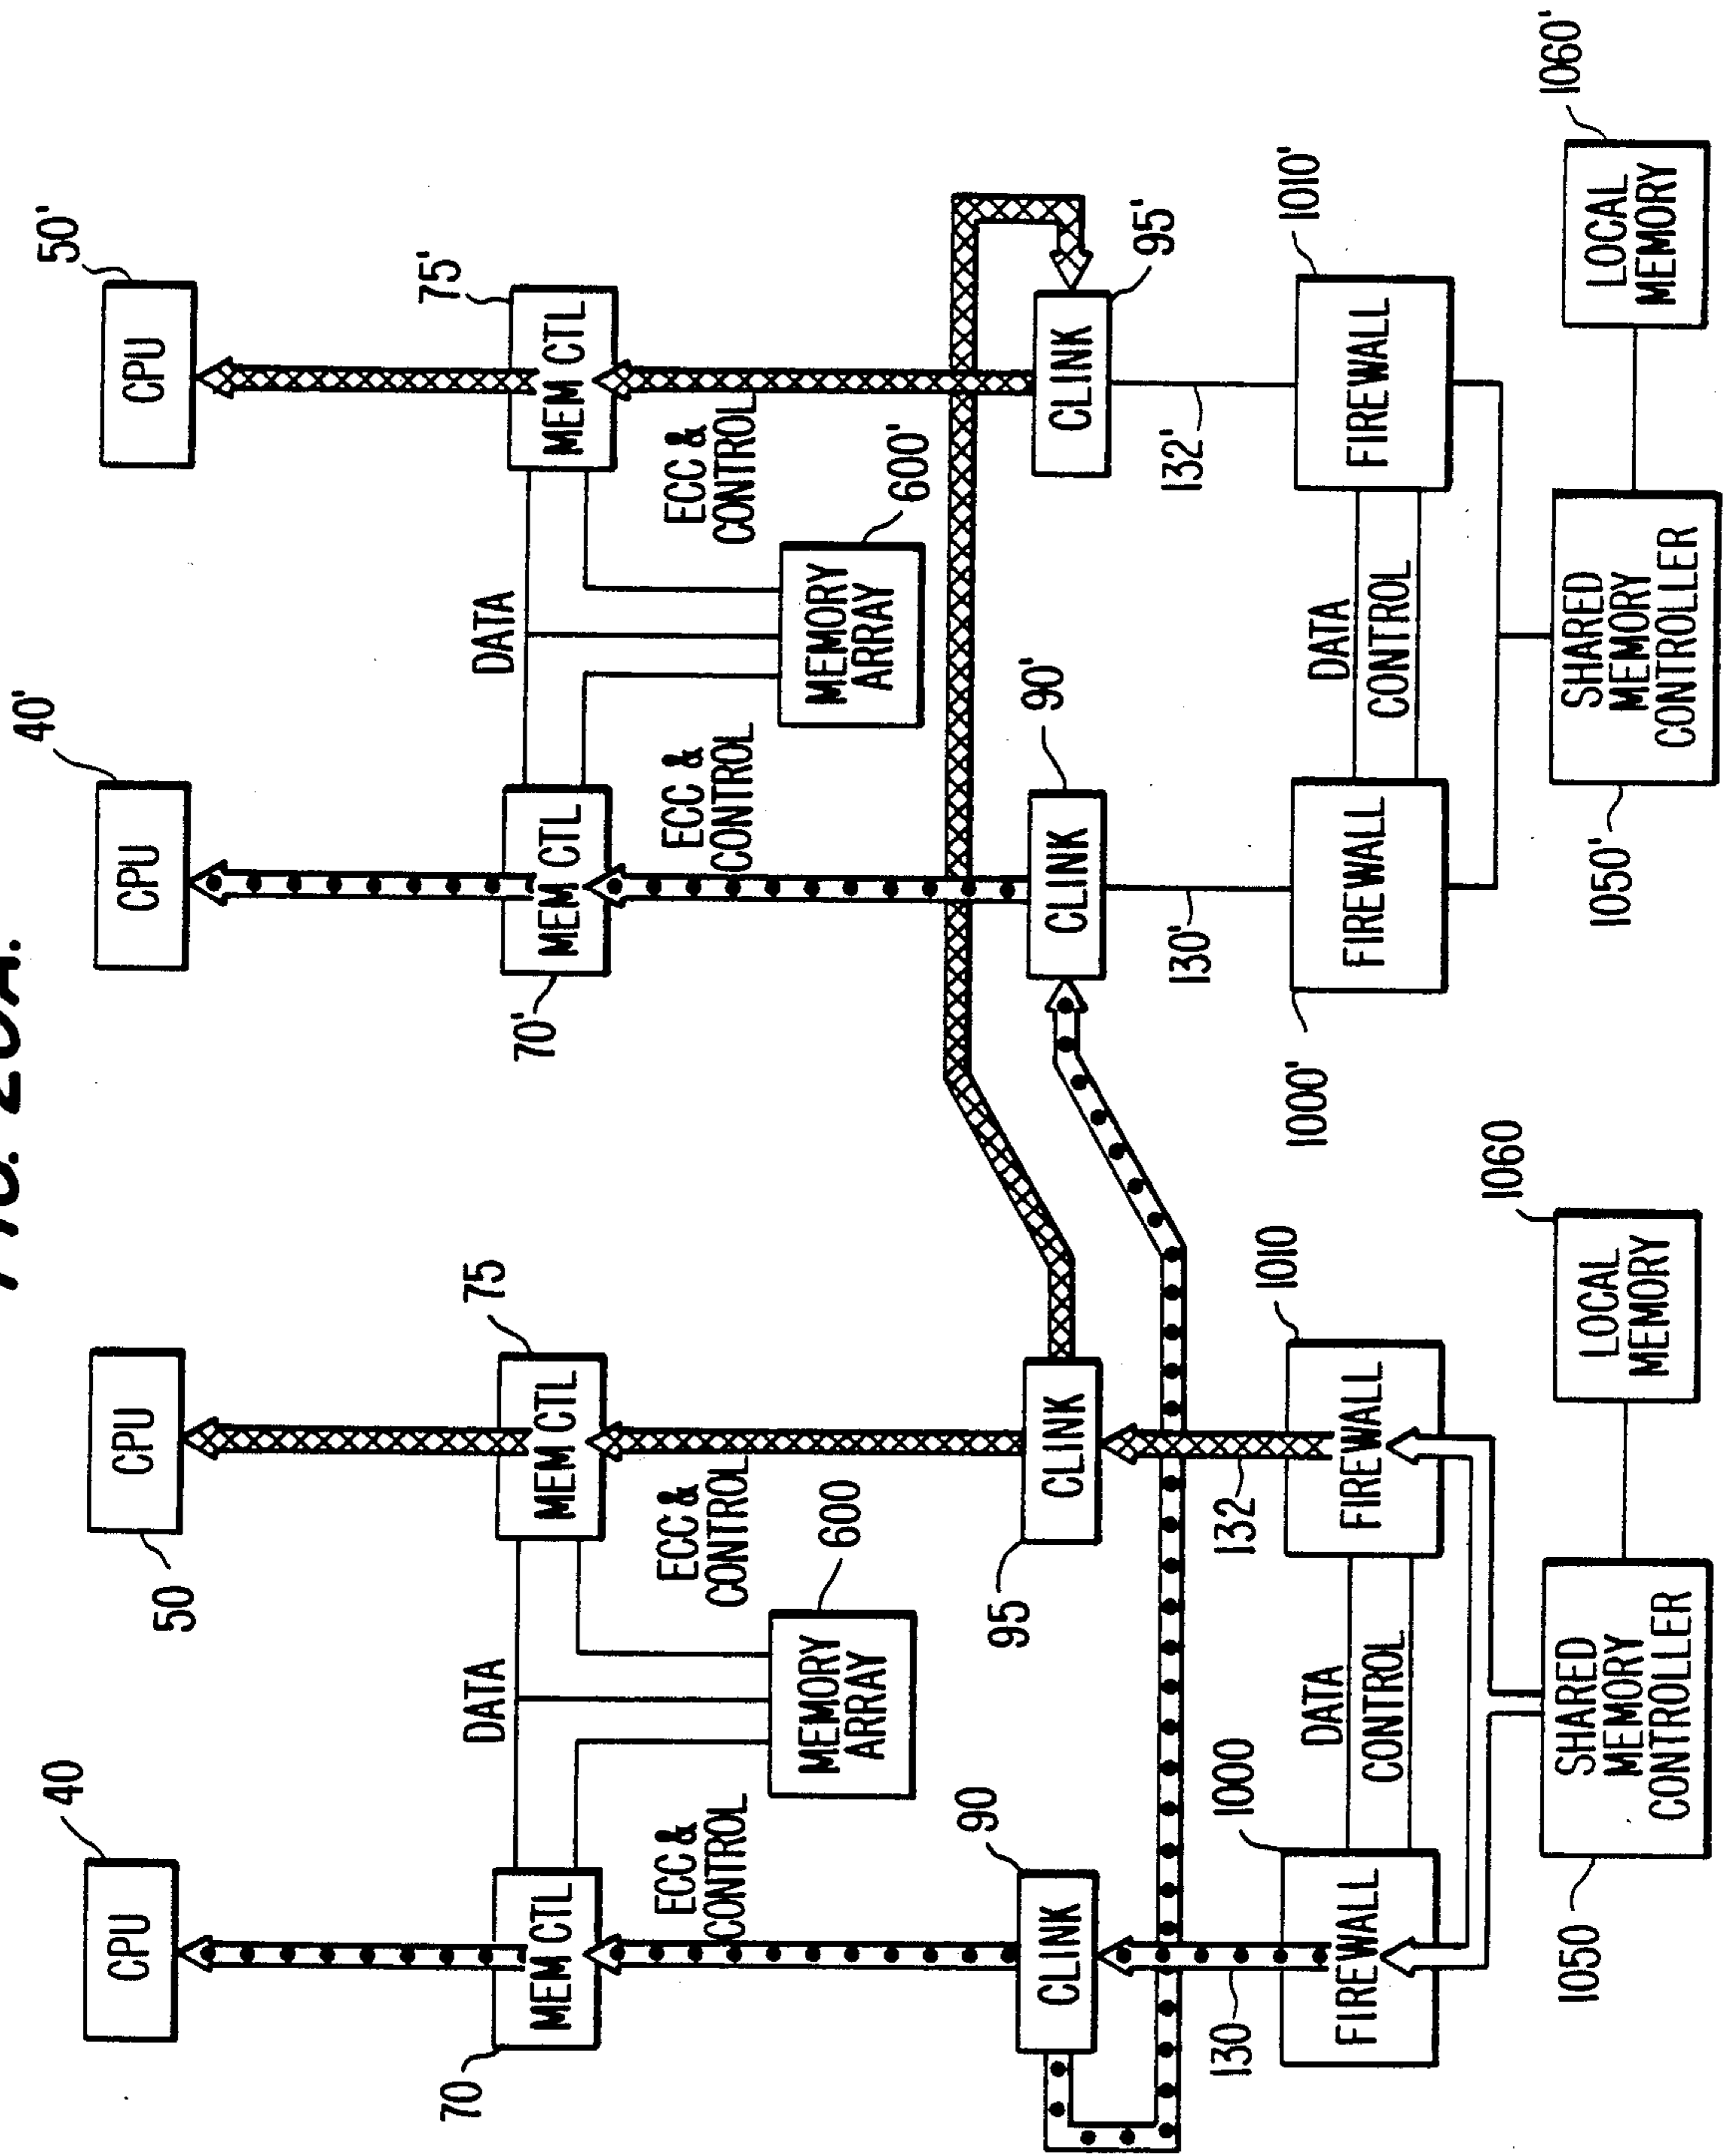 FIG. 20A.
40
CPU
50
CPU
40'
CPU
50'
CPU
70
MEM CTL
DATA
75
MEM CTL
70'
MEM CTL
DATA
75'
MEM CTL
ECC &
CONTROL
ECC &
CONTROL
ECC &
CONTROL
ECC &
CONTROL
MEMORY
ARRAY
600
MEMORY
ARRAY
600'
90
CLINK
95
CLINK
90'
CLINK
95'
CLINK
130
132
130'
132'
1000
FIREWALL
DATA
CONTROL
1010
FIREWALL
1000'
FIREWALL
DATA
CONTROL
1010'
FIREWALL
1050
SHARED
MEMORY
CONTROLLER
1060
LOCAL
MEMORY
1050'
SHARED
MEMORY
CONTROLLER
1060'
LOCAL
MEMORY